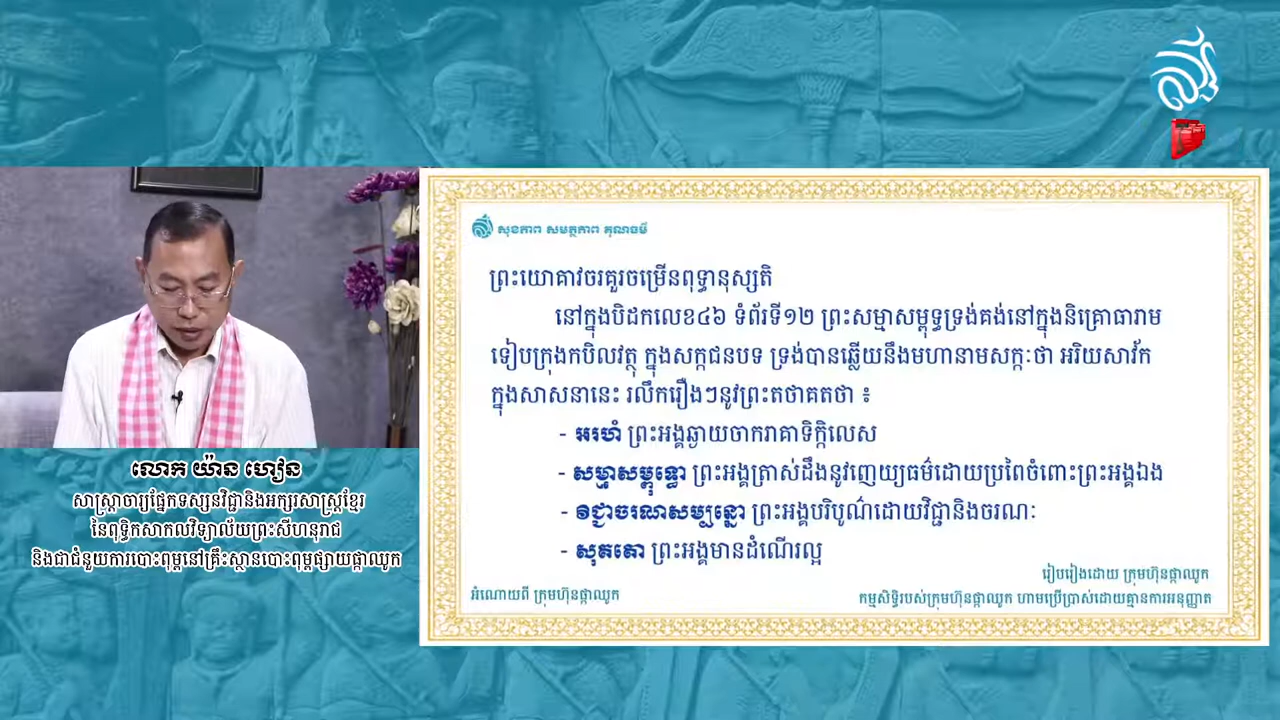 លោក យ៉ាន ហឿន
សាស្ត្រាចារ្យផ្នែកទស្សនវិជ្ជានិងអក្សរសាស្ត្រខ្មែរ
នៃពុទ្ធិកសាកលវិទ្យាល័យព្រះសីហនុរាជ
និងជាជំនួយការបោះពុម្ពនៅគ្រឹះស្ថានបោះពុម្ពផ្សាយផ្កាឈូក
សុខភាព សមត្ថភាព គុណធម៌
ព្រះយោគាវចរគួរចម្រើនពុទ្ធានុស្សតិ
នៅក្នុងបិដកលេខ៤៦ ទំព័រទី១២ ព្រះសម្មាសម្ពុទ្ធទ្រង់គង់នៅក្នុងនិគ្រោធារាម
ទៀបក្រុងកបិលវត្ថុ ក្នុងសក្កជនបទ ទ្រង់បានឆ្លើយនឹងមហានាមសក្កៈថា អរិយសាវ័ក
ក្នុងសាសនានេះ រលឹករឿងៗនូវព្រះតថាគតថា ៖
- អរហំ ព្រះអង្គឆ្ងាយចាករាគាទិក្កិលេស
- សម្មាសម្ពុទ្ធោ ព្រះអង្គត្រាស់ដឹងនូវញេយ្យធម៌ដោយប្រពៃចំពោះព្រះអង្គឯង
- វិជ្ជាចរណសម្បន្នោ ព្រះអង្គបរិបូណ៌ដោយវិជ្ជានិងចរណៈ
- សុគតោ ព្រះអង្គមានដំណើរល្អ
រៀបរៀងដោយ ក្រុមហ៊ុនផ្កាឈូក
អំណោយពី ក្រុមហ៊ុនផ្កាឈូក
កម្មសិទ្ធិរបស់ក្រុមហ៊ុនផ្កាឈូក ហាមប្រើប្រាស់ដោយគ្មានការអនុញ្ញាត